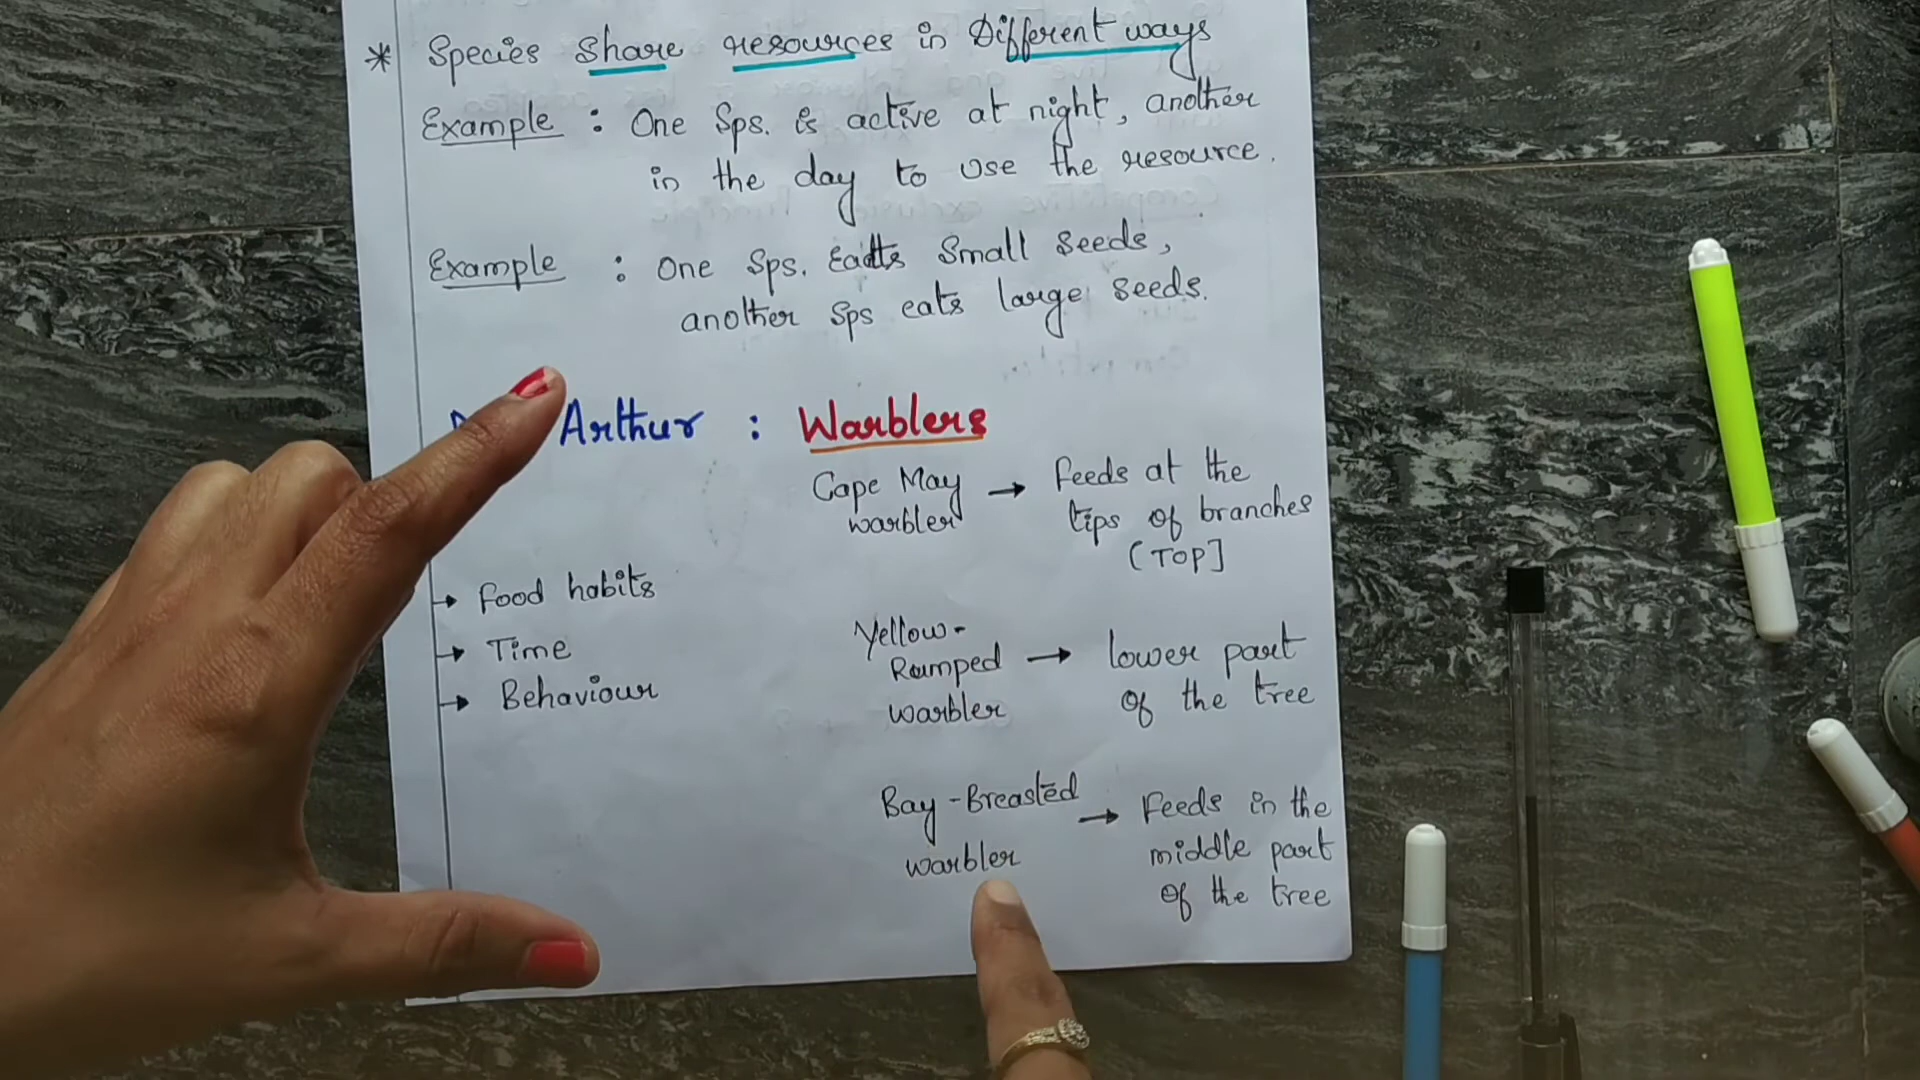 * Species share resources in Different ways
Example : One Sps. is active at night, another
in the day to use the resource.
Example : One Sps. Eatts Small seeds,
another Sps eats large seeds.
Arthur : Warblers
Cape May → feeds at the
warbler tips of branches
(TOP]
→ food habits
→ Time
→ Behaviour
Yellow-
Rumped → lower part
warbler of the tree
Bay-Breasted → Feeds in the
warbler middle part
of the tree